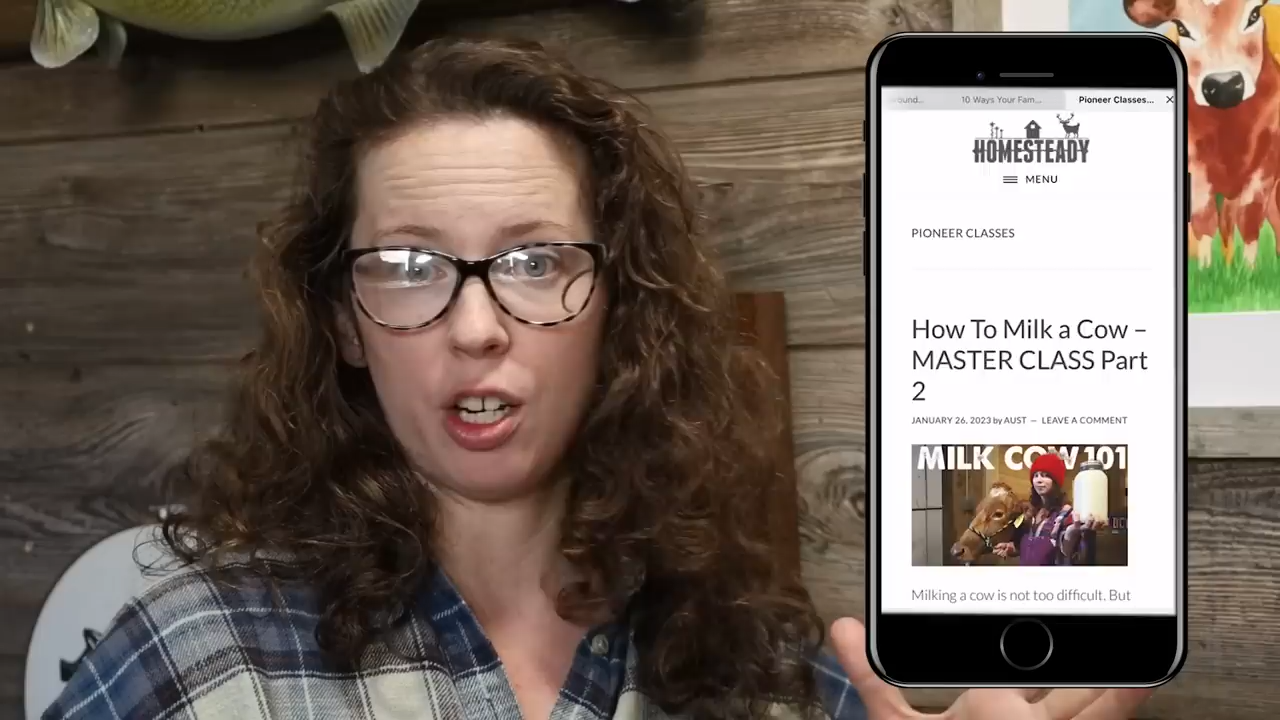 10 Ways Your Fam...
Pioneer Classes...
HOMESTEADY
MENU
PIONEER CLASSES
How To Milk a Cow –
MASTER CLASS Part
2
JANUARY 26, 2023 by AUST — LEAVE A COMMENT
MILK COW 101
Milking a cow is not too difficult. But